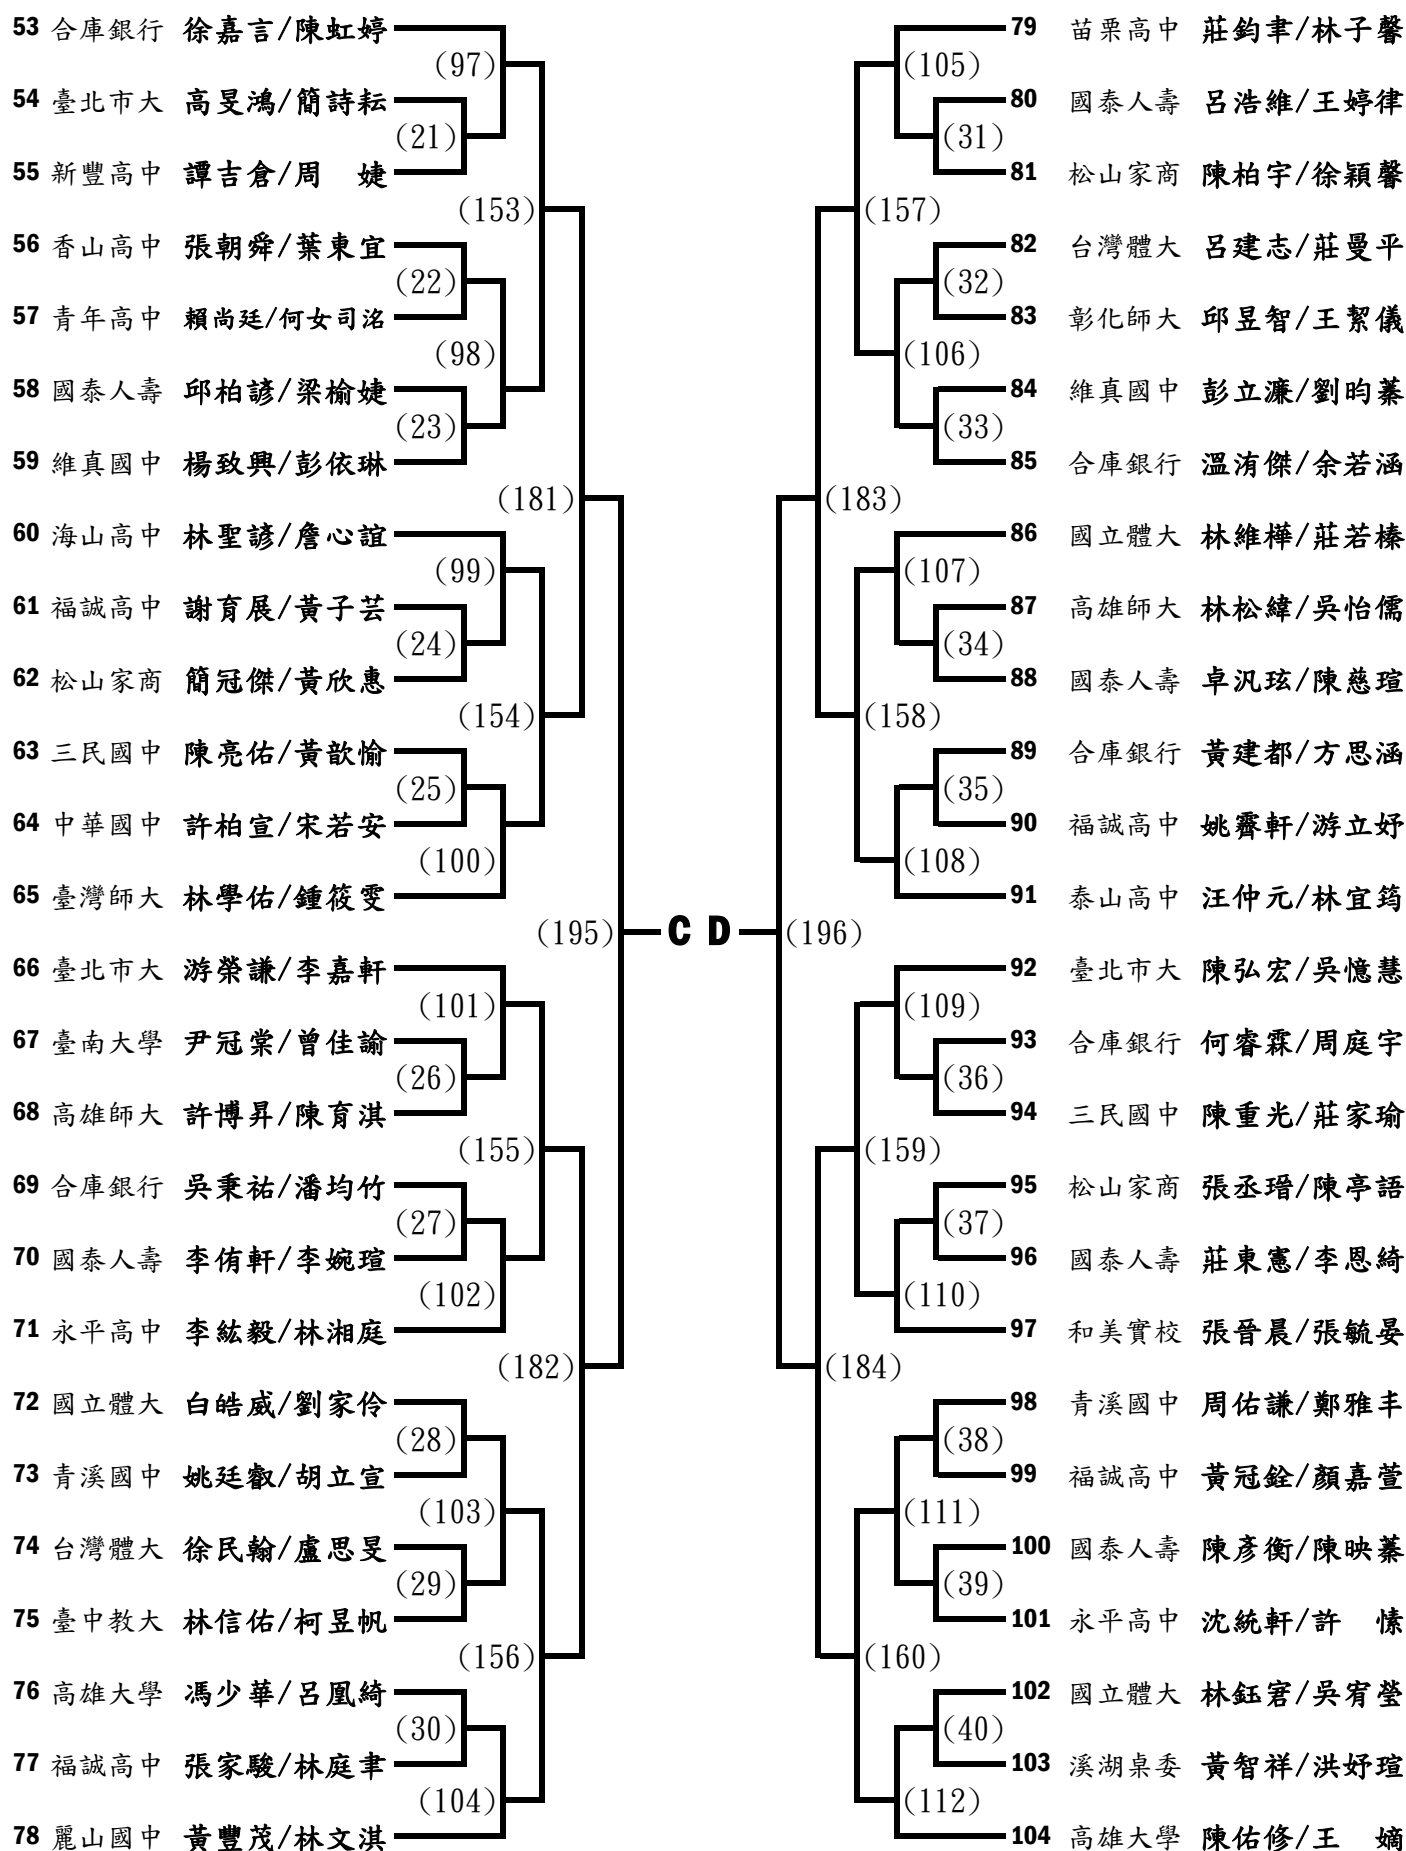 53 合庫銀行 徐嘉言/陳虹婷
(97)
54 臺北市大 高旻鴻/簡詩耘
(21)
55 新豐高中 譚吉倉/周　婕
(153)
56 香山高中 張朝舜/葉東宜
(22)
57 青年高中 賴尚廷/何女司洺
(98)
58 國泰人壽 邱柏諺/梁榆婕
(23)
59 維真國中 楊致興/彭依琳
(181)
60 海山高中 林聖諺/詹心誼
(99)
61 福誠高中 謝育展/黃子芸
(24)
62 松山家商 簡冠傑/黃欣惠
(154)
63 三民國中 陳亮佑/黃歆愉
(25)
64 中華國中 許柏宣/宋若安
(100)
65 臺灣師大 林學佑/鍾筱雯
(195) C
66 臺北市大 游榮謙/李嘉軒
(101)
67 臺南大學 尹冠棠/曾佳諭
(26)
68 高雄師大 許博昇/陳育淇
(155)
69 合庫銀行 吳秉祐/潘均竹
(27)
70 國泰人壽 李侑軒/李婉瑄
(102)
71 永平高中 李紘毅/林湘庭
(182)
72 國立體大 白皓威/劉家伶
(28)
73 青溪國中 姚廷叡/胡立宣
(103)
74 台灣體大 徐民翰/盧思旻
(29)
75 臺中教大 林信佑/柯昱帆
(156)
76 高雄大學 馮少華/呂凰綺
(30)
77 福誠高中 張家駿/林庭聿
(104)
78 麗山國中 黃豐茂/林文淇
79 苗栗高中 莊鈞聿/林子馨
(105)
80 國泰人壽 呂浩維/王婷律
(31)
81 松山家商 陳柏宇/徐穎馨
(157)
82 台灣體大 呂建志/莊曼平
(32)
83 彰化師大 邱昱智/王絜儀
(106)
84 維真國中 彭立濂/劉昀蓁
(33)
85 合庫銀行 溫洧傑/余若涵
(183)
86 國立體大 林維樺/莊若榛
(107)
87 高雄師大 林松緯/吳怡儒
(34)
88 國泰人壽 卓汎玹/陳慈瑄
(158)
89 合庫銀行 黃建都/方思涵
(35)
90 福誠高中 姚霽軒/游立妤
(108)
91 泰山高中 汪仲元/林宜筠
D (196)
92 臺北市大 陳弘宏/吳憶慧
(109)
93 合庫銀行 何睿霖/周庭宇
(36)
94 三民國中 陳重光/莊家瑜
(159)
95 松山家商 張丞瑨/陳亭語
(37)
96 國泰人壽 莊東憲/李恩綺
(110)
97 和美實校 張晉晨/張毓晏
(184)
98 青溪國中 周佑謙/鄭雅丰
(38)
99 福誠高中 黃冠銓/顏嘉萱
(111)
100 國泰人壽 陳彥衡/陳映蓁
(39)
101 永平高中 沈統軒/許　愫
(160)
102 國立體大 林鈺宭/吳宥瑩
(40)
103 溪湖桌委 黃智祥/洪妤瑄
(112)
104 高雄大學 陳佑修/王　嫡